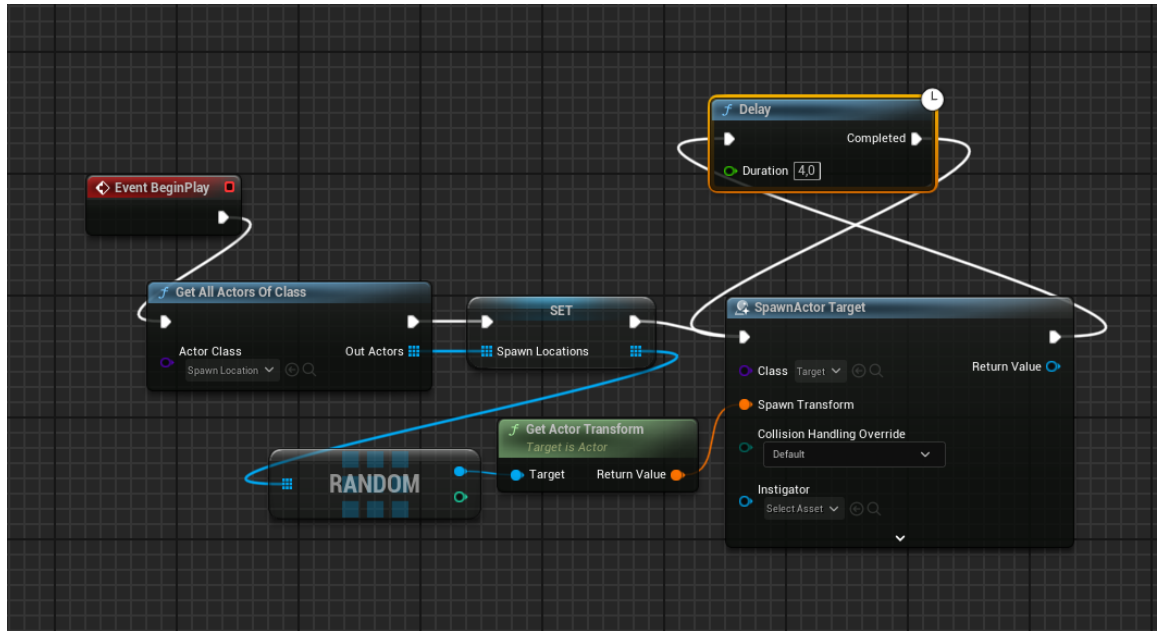 Delay
Completed
Duration 4,0
Event BeginPlay
Get All Actors Of Class
Actor Class
Spawn Location
Out Actors
SET
Spawn Locations
SpawnActor Target
Class Target
Return Value
Spawn Transform
Collision Handling Override
Default
Instigator
Select Asset
Get Actor Transform
Target is Actor
Target
Return Value
RANDOM